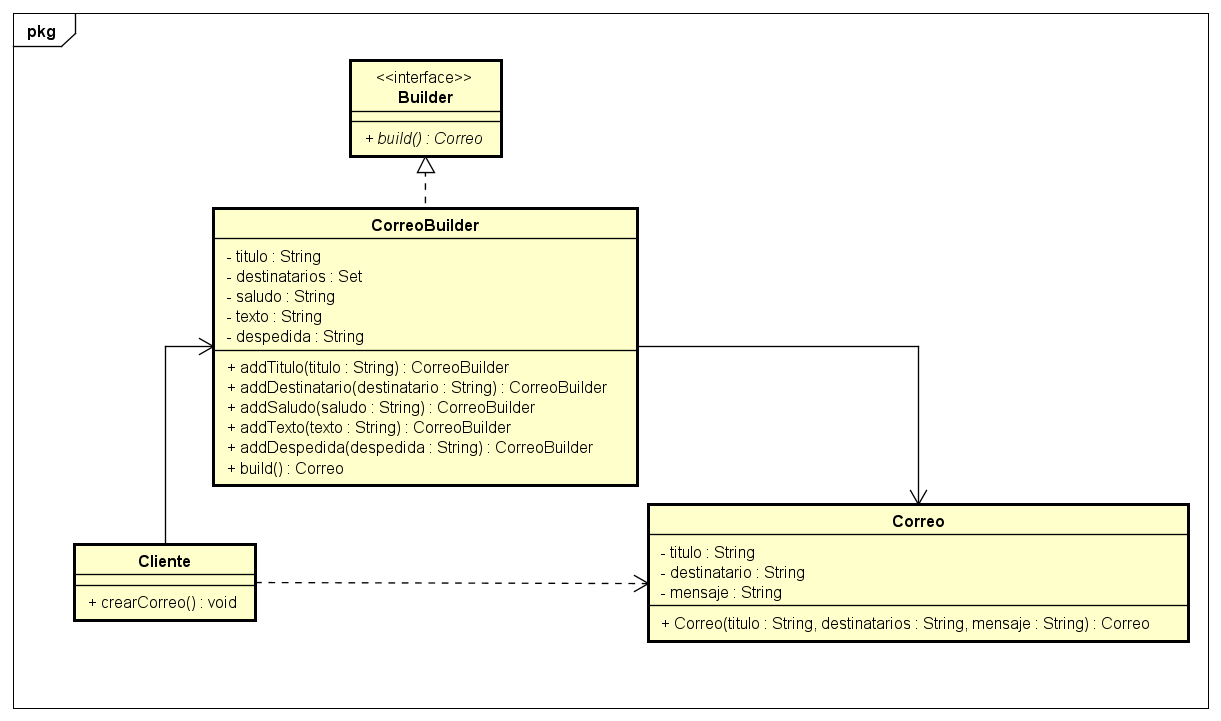 pkg
<<interface>>
Builder
+ build() : Correo
CorreoBuilder
- titulo : String
- destinatarios : Set
- saludo : String
- texto : String
- despedida : String
+ addTitulo(titulo : String) : CorreoBuilder
+ addDestinatario(destinatario : String) : CorreoBuilder
+ addSaludo(saludo : String) : CorreoBuilder
+ addTexto(texto : String) : CorreoBuilder
+ addDespedida(despedida : String) : CorreoBuilder
+ build() : Correo
Cliente
+ crearCorreo() : void
Correo
- titulo : String
- destinatario : String
- mensaje : String
+ Correo(titulo : String, destinatarios : String, mensaje : String) : Correo